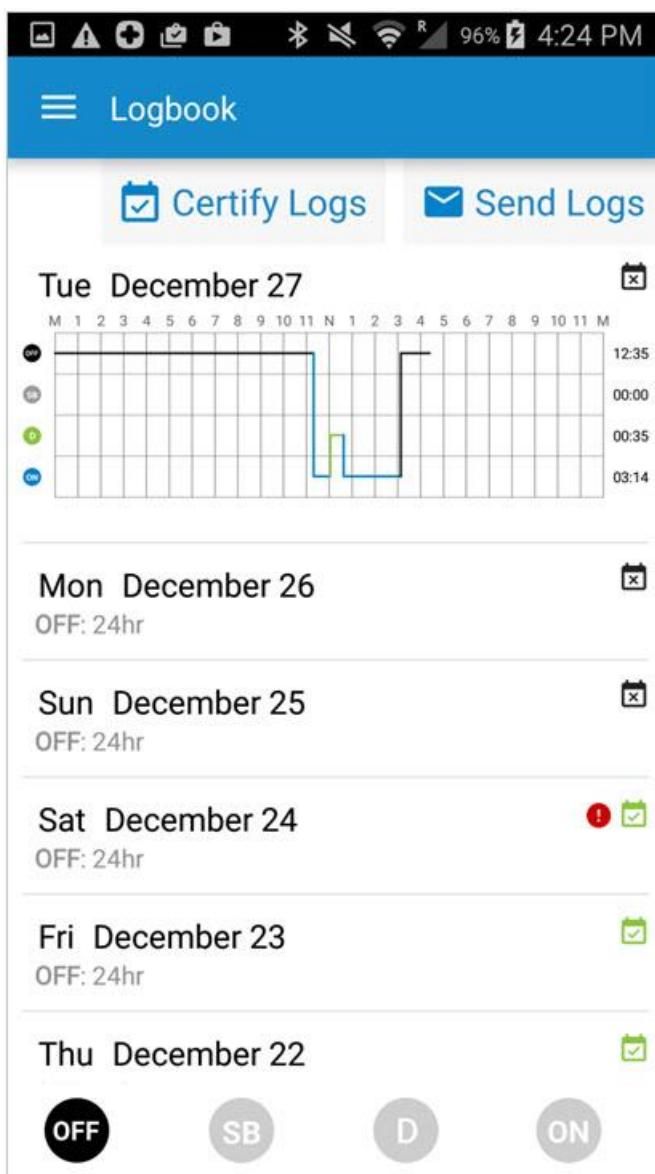 R 96% 4:24 PM
Logbook
Certify Logs Send Logs
Tue December 27
M 1 2 3 4 5 6 7 8 9 10 11 N 1 2 3 4 5 6 7 8 9 10 11 M
OFF 12:35
SB 00:00
D 00:35
ON 03:14
Mon December 26
OFF: 24hr
Sun December 25
OFF: 24hr
Sat December 24
OFF: 24hr
Fri December 23
OFF: 24hr
Thu December 22
OFF SB D ON